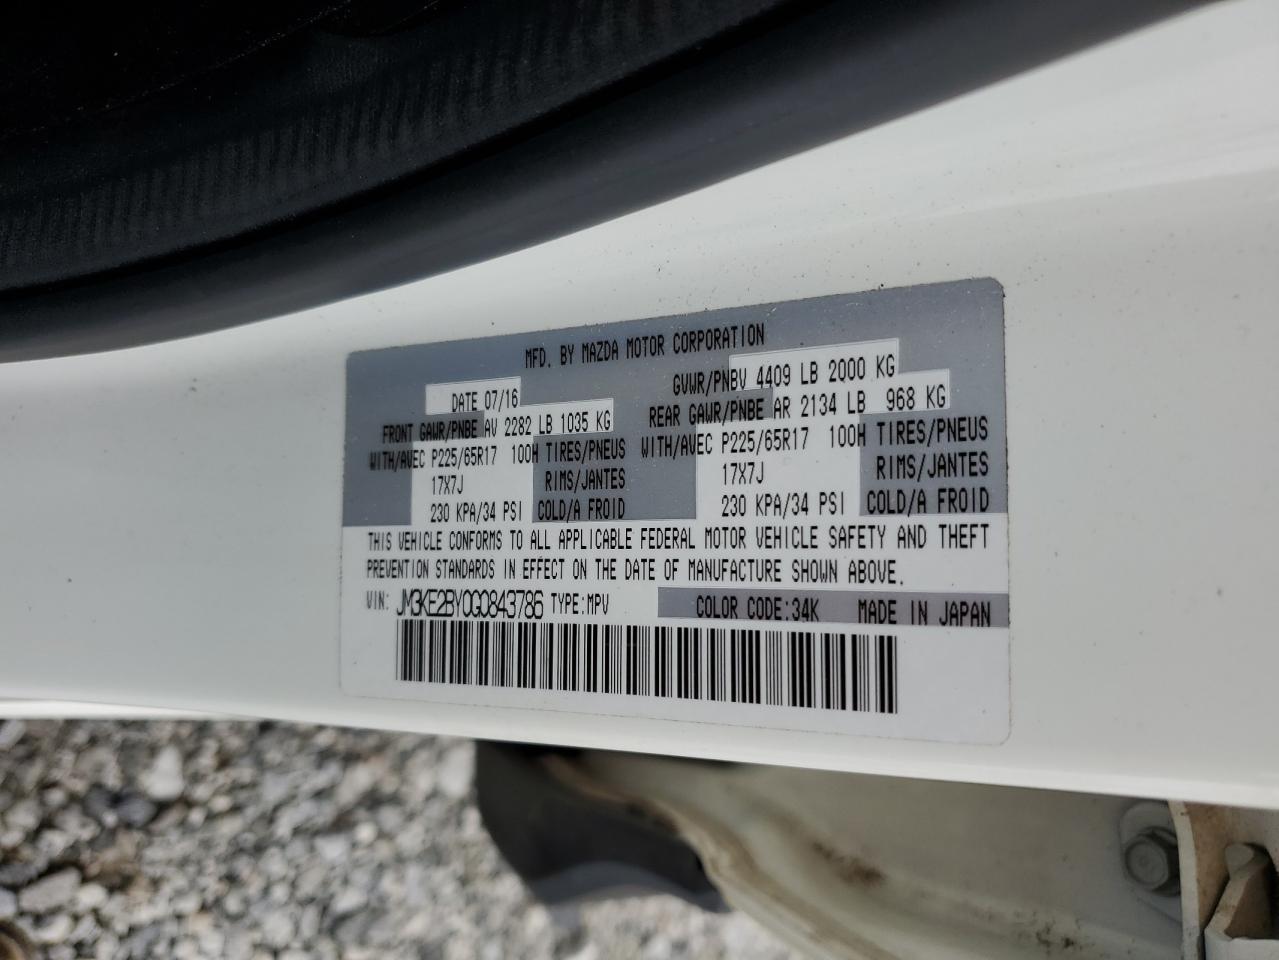 MFD. BY MAZDA MOTOR CORPORATION
DATE 07/16 GVWR/PNBV 4409 LB 2000 KG
FRONT GAWR/PNBE AV 2282 LB 1035 KG REAR GAWR/PNBE AR 2134 LB 968 KG
WITH/AVEC P225/65R17 100H TIRES/PNEUS WITH/AVEC P225/65R17 100H TIRES/PNEUS
17X7J RIMS/JANTES 17X7J RIMS/JANTES
230 KPA/34 PSI COLD/A FROID 230 KPA/34 PSI COLD/A FROID
THIS VEHICLE CONFORMS TO ALL APPLICABLE FEDERAL MOTOR VEHICLE SAFETY AND THEFT
PREVENTION STANDARDS IN EFFECT ON THE DATE OF MANUFACTURE SHOWN ABOVE.
VIN: JM3KE2BY0G0843786 TYPE:MPV COLOR CODE:34K MADE IN JAPAN